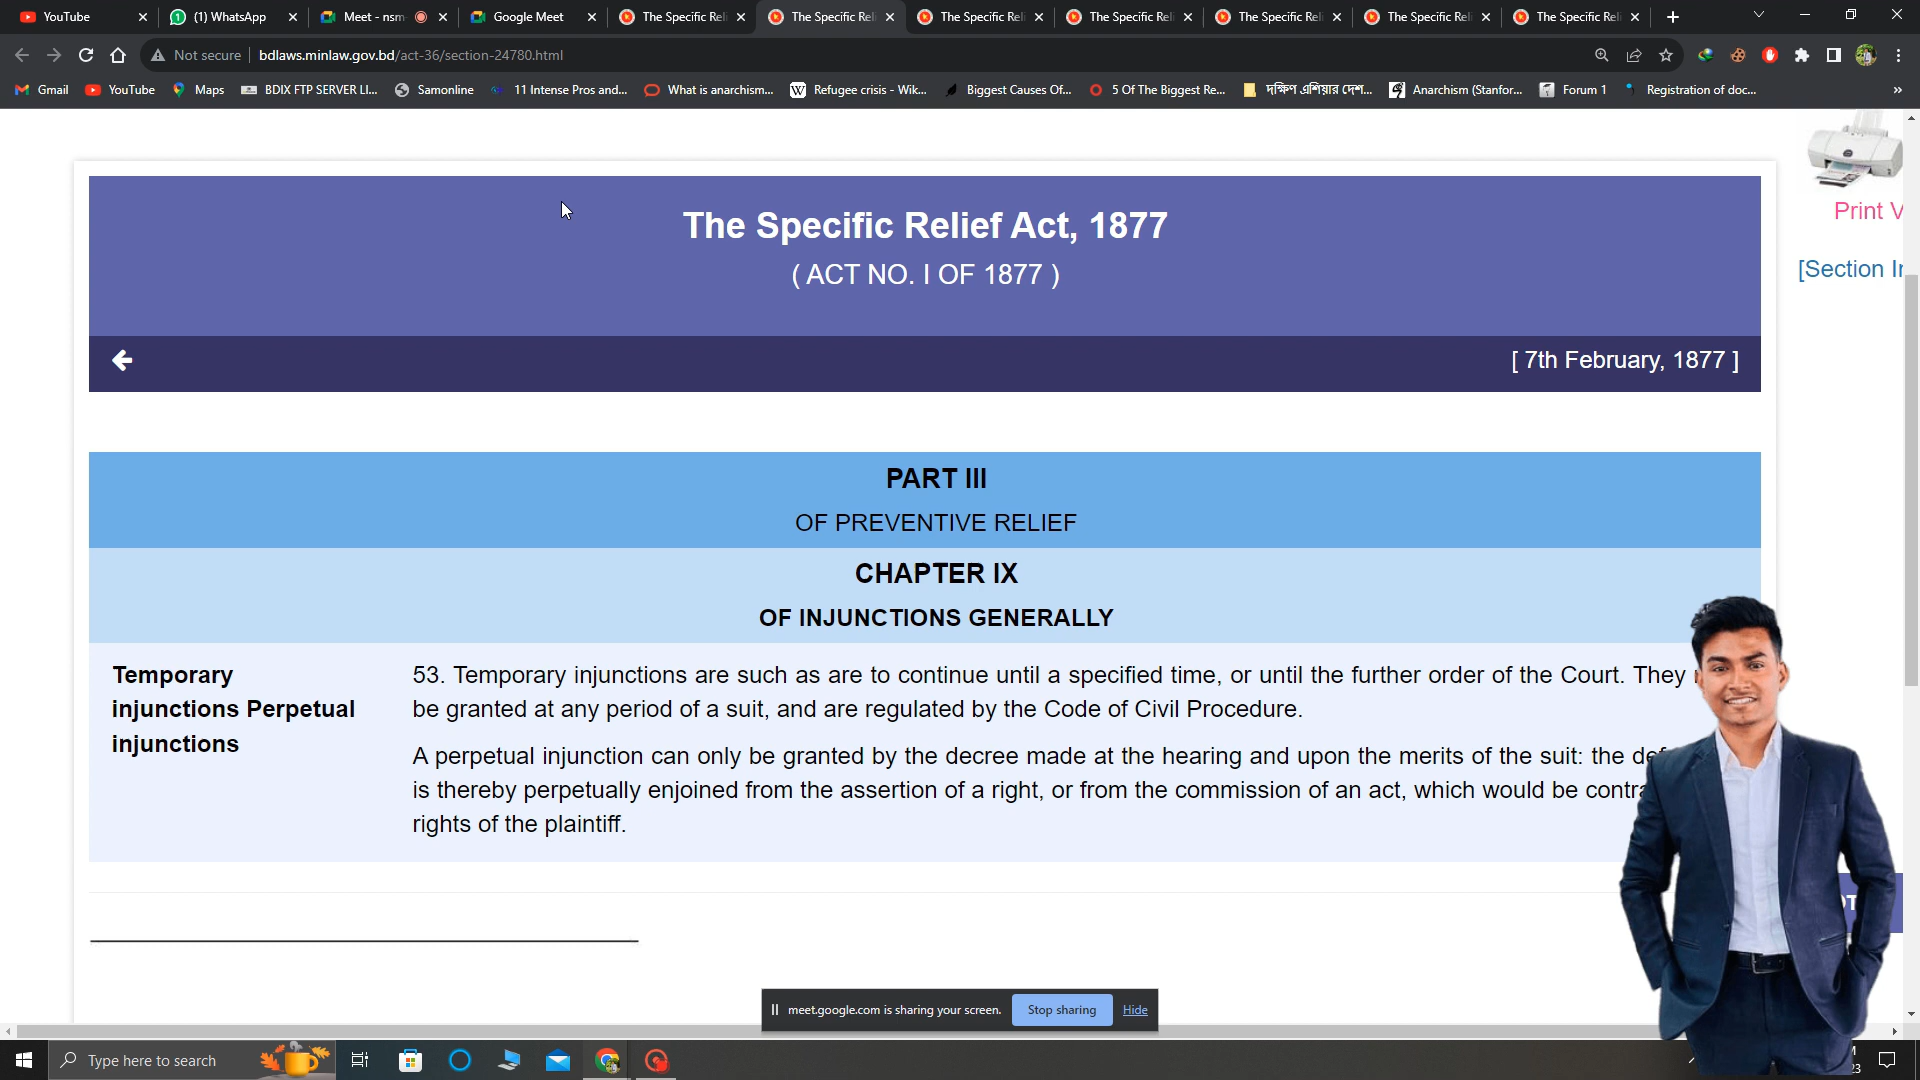 YouTube
(1) WhatsApp
Meet - nsm
Google Meet
The Specific Reli
The Specific Reli
The Specific Reli
The Specific Reli
The Specific Reli
The Specific Reli
The Specific Reli
Not secure
bdlaws.minlaw.gov.bd/act-36/section-24780.html
Gmail
YouTube
Maps
BDIX FTP SERVER LI...
Samonline
11 Intense Pros and...
What is anarchism...
Refugee crisis - Wik...
Biggest Causes Of...
5 Of The Biggest Re...
দক্ষিণ এশিয়ার দেশ...
Anarchism (Stanfor...
Forum 1
Registration of doc...
»
Print V
The Specific Relief Act, 1877
( ACT NO. I OF 1877 )
[Section
[ 7th February, 1877 ]
PART III
OF PREVENTIVE RELIEF
CHAPTER IX
OF INJUNCTIONS GENERALLY
Temporary
injunctions Perpetual
injunctions
53. Temporary injunctions are such as are to continue until a specified time, or until the further order of the Court. They
be granted at any period of a suit, and are regulated by the Code of Civil Procedure.
A perpetual injunction can only be granted by the decree made at the hearing and upon the merits of the suit: the
is thereby perpetually enjoined from the assertion of a right, or from the commission of an act, which would be
rights of the plaintiff.
meet.google.com is sharing your screen.
Stop sharing
Hide
Type here to search